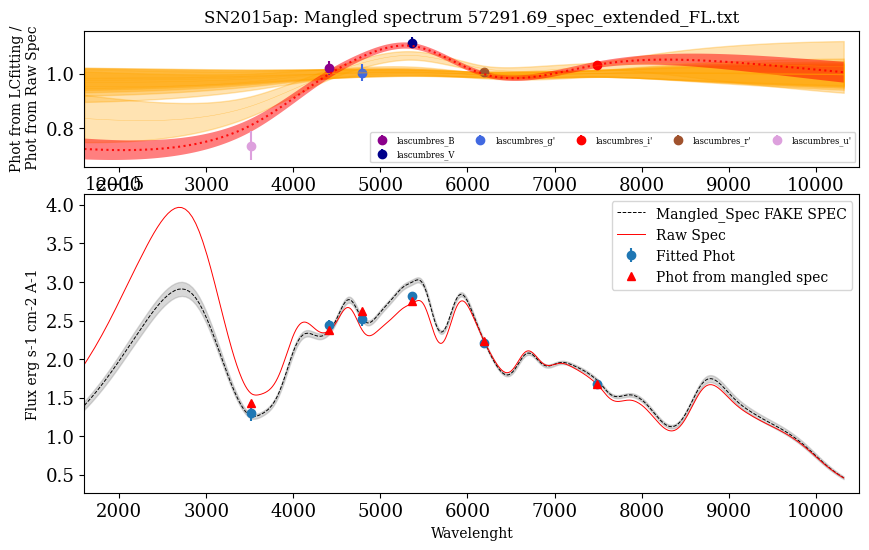 SN2015ap: Mangled spectrum 57291.69_spec_extended_FL.txt
Phot from LCfitting /
Phot from Raw Spec
1.0
0.8
lascumbres_B
lascumbres_V
lascumbres_g'
lascumbres_i'
lascumbres_r'
lascumbres_u'
2000 3000 4000 5000 6000 7000 8000 9000 10000
1e−15
Flux erg s-1 cm-2 A-1
4.0
3.5
3.0
2.5
2.0
1.5
1.0
0.5
Mangled_Spec FAKE SPEC
Raw Spec
Fitted Phot
Phot from mangled spec
2000 3000 4000 5000 6000 7000 8000 9000 10000
Wavelenght